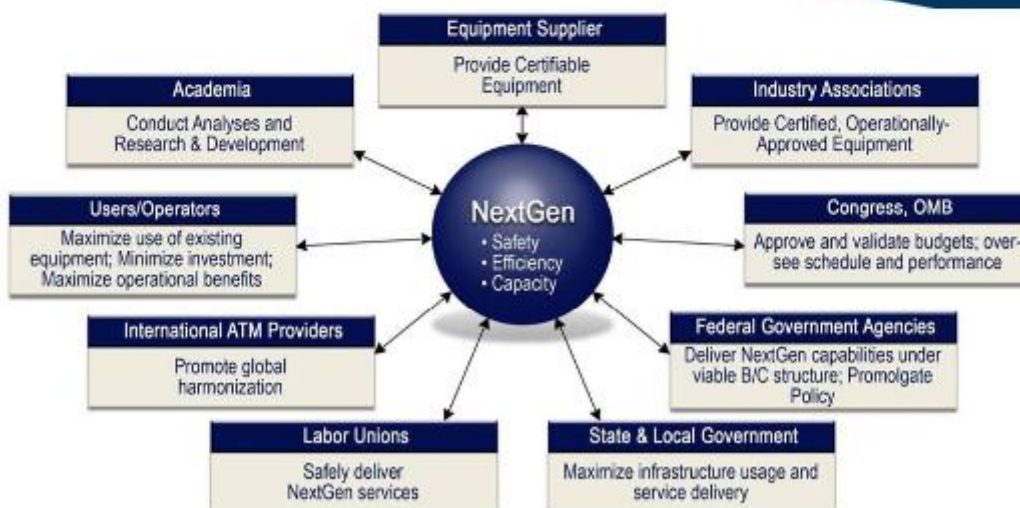 Equipment Supplier
Provide Certifiable
Equipment
Academia
Conduct Analyses and
Research & Development
Industry Associations
Provide Certified, Operationally-
Approved Equipment
Users/Operators
Maximize use of existing
equipment; Minimize investment;
Maximize operational benefits
NextGen
• Safety
• Efficiency
• Capacity
Congress, OMB
Approve and validate budgets; over-
see schedule and performance
International ATM Providers
Promote global
harmonization
Federal Government Agencies
Deliver NextGen capabilities under
viable B/C structure; Promolgate
Policy
Labor Unions
Safely deliver
NextGen services
State & Local Government
Maximize infrastructure usage and
service delivery